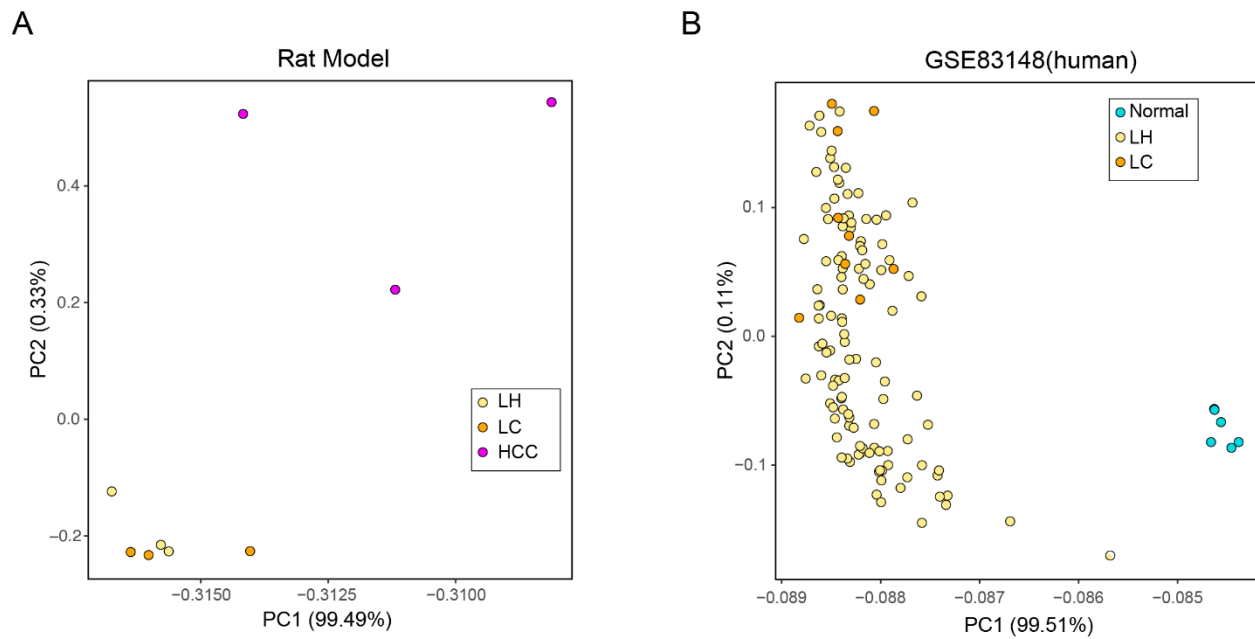 A
Rat Model
PC2 (0.33%)
0.4
0.2
0.0
−0.2
LH
LC
HCC
−0.3150
−0.3125
−0.3100
PC1 (99.49%)
B
GSE83148(human)
PC2 (0.11%)
0.1
0.0
−0.1
Normal
LH
LC
−0.089
−0.088
−0.087
−0.086
−0.085
PC1 (99.51%)